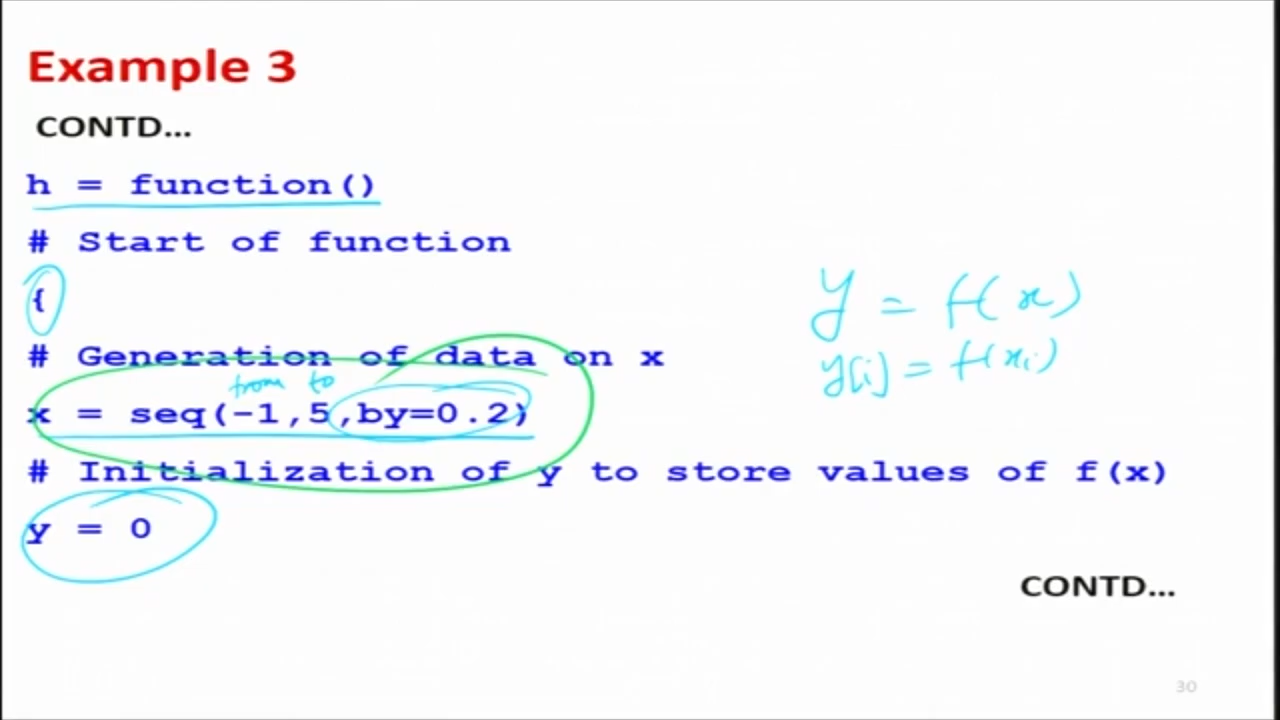 Example 3
CONTD...
h = function()
# Start of function
{
# Generation of data on x
from to
x = seq(-1,5,by=0.2)
# Initialization of y to store values of f(x)
y = 0
y = f(x)
y[i] = f(xi)
CONTD...
30